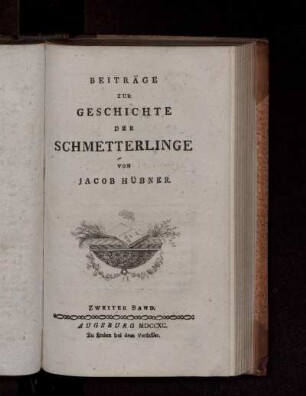 BEITRÄGE
ZUR
GESCHICHTE
DER
SCHMETTERLINGE
VON
JACOB HÜBNER.
ZWEITER BAND.
AUGSBURG MDCCXC.
Zu finden bei dem Verfasser.